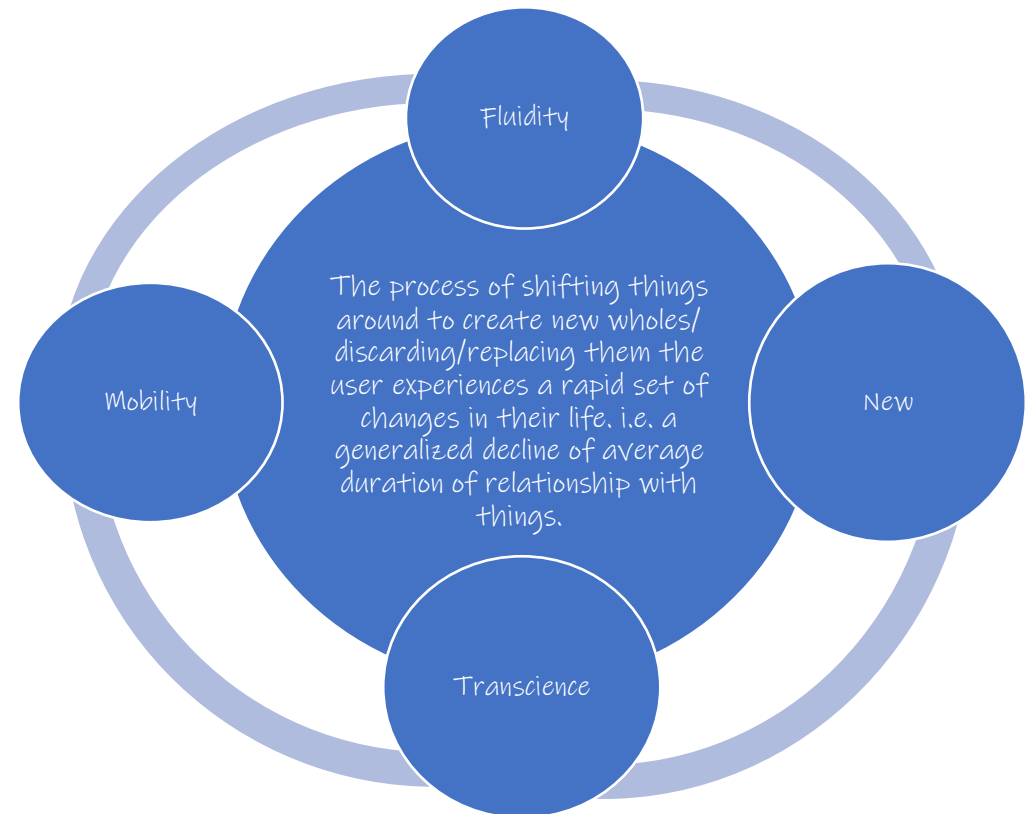 Fluidity
The process of shifting things
around to create new wholes/
discarding/replacing them the
user experiences a rapid set of
changes in their life. i.e. a
generalized decline of average
duration of relationship with
things.
Mobility
New
Transcience